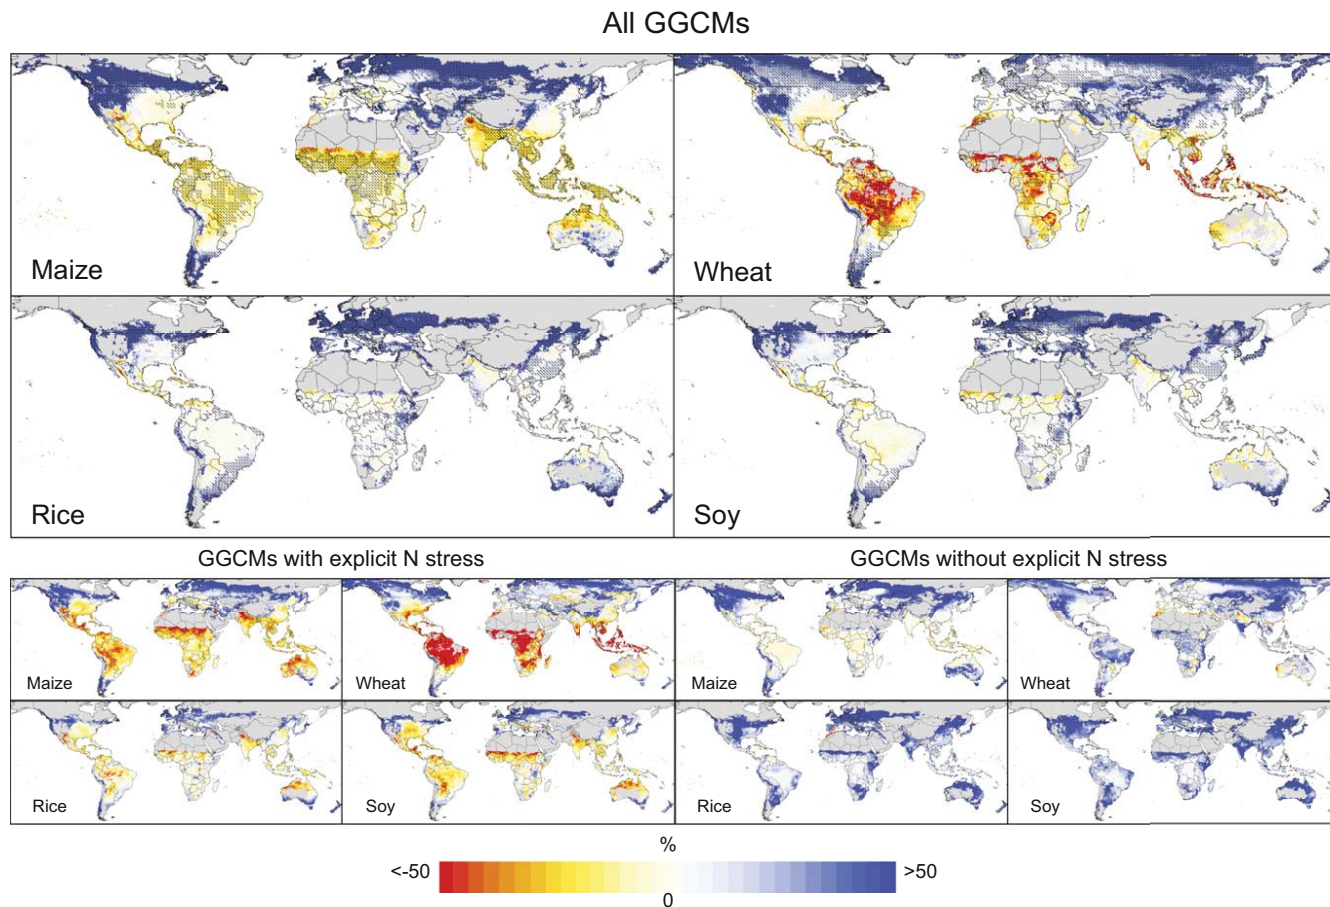 All GGCMs
Maize
Wheat
Rice
Soy
GGCMs with explicit N stress
GGCMs without explicit N stress
Maize
Wheat
Maize
Wheat
Rice
Soy
Rice
Soy
%
<-50
>50
0